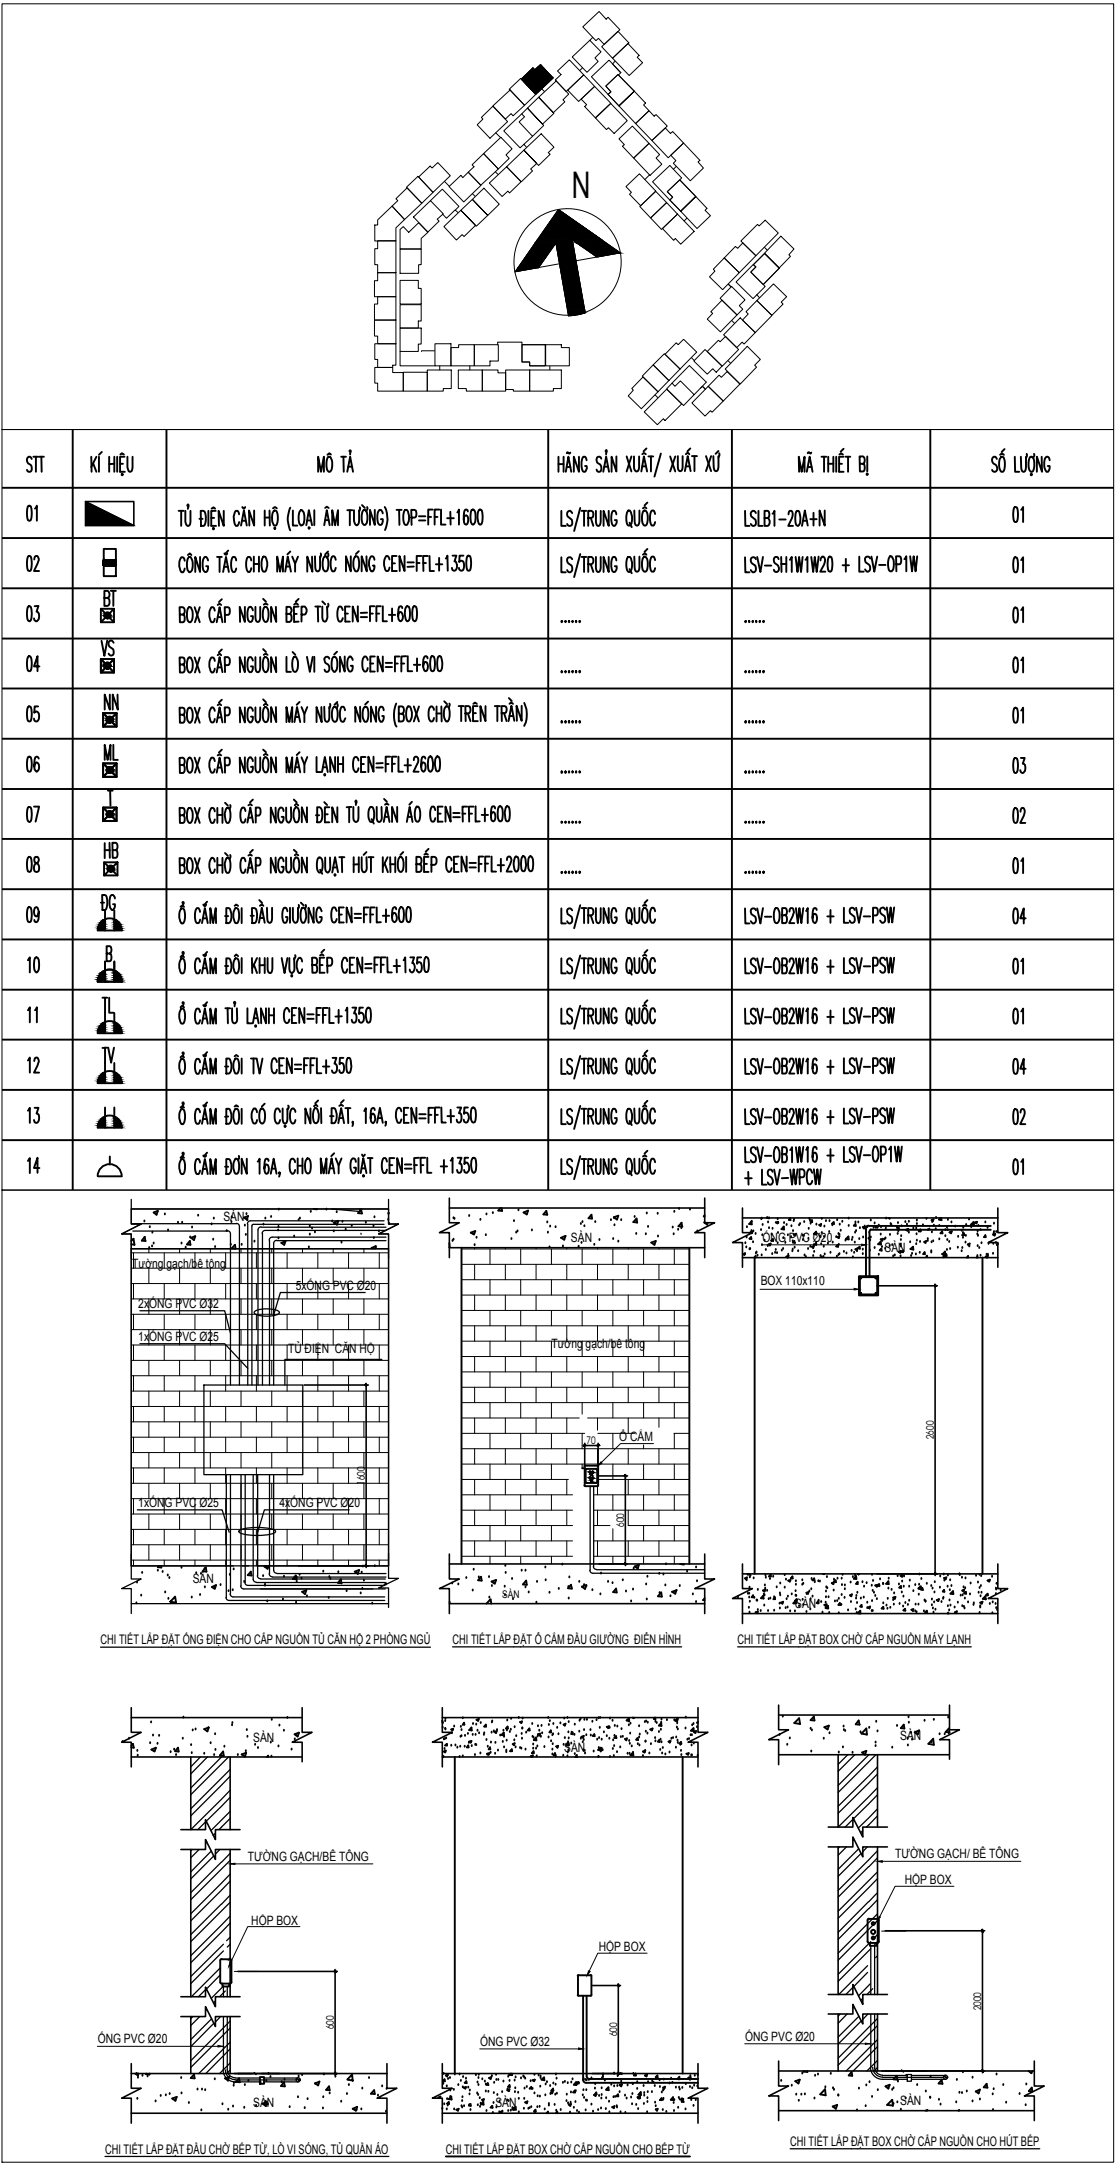 N
STT KÍ HIỆU MÔ TẢ HÃNG SẢN XUẤT/ XUẤT XỨ MÃ THIẾT BỊ SỐ LƯỢNG
01 TỦ ĐIỆN CĂN HỘ (LOẠI ÂM TƯỜNG) TOP=FFL+1600 LS/TRUNG QUỐC LSLB1-20A+N 01
02 CÔNG TẮC CHO MÁY NƯỚC NÓNG CEN=FFL+1350 LS/TRUNG QUỐC LSV-SH1W1W20 + LSV-OP1W 01
03 BT BOX CẤP NGUỒN BẾP TỪ CEN=FFL+600 ...... ...... 01
04 VS BOX CẤP NGUỒN LÒ VI SÓNG CEN=FFL+600 ...... ...... 01
05 NN BOX CẤP NGUỒN MÁY NƯỚC NÓNG (BOX CHỜ TRÊN TRẦN) ...... ...... 01
06 ML BOX CẤP NGUỒN MÁY LẠNH CEN=FFL+2600 ...... ...... 03
07 T BOX CHỜ CẤP NGUỒN ĐÈN TỦ QUẦN ÁO CEN=FFL+600 ...... ...... 02
08 HB BOX CHỜ CẤP NGUỒN QUẠT HÚT KHÓI BẾP CEN=FFL+2000 ...... ...... 01
09 ĐG Ổ CẮM ĐÔI ĐẦU GIƯỜNG CEN=FFL+600 LS/TRUNG QUỐC LSV-OB2W16 + LSV-PSW 04
10 B Ổ CẮM ĐÔI KHU VỰC BẾP CEN=FFL+1350 LS/TRUNG QUỐC LSV-OB2W16 + LSV-PSW 01
11 TL Ổ CẮM TỦ LẠNH CEN=FFL+1350 LS/TRUNG QUỐC LSV-OB2W16 + LSV-PSW 01
12 TV Ổ CẮM ĐÔI TV CEN=FFL+350 LS/TRUNG QUỐC LSV-OB2W16 + LSV-PSW 04
13 Ổ CẮM ĐÔI CÓ CỰC NỐI ĐẤT, 16A, CEN=FFL+350 LS/TRUNG QUỐC LSV-OB2W16 + LSV-PSW 02
14 Ổ CẮM ĐƠN 16A, CHO MÁY GIẶT CEN=FFL +1350 LS/TRUNG QUỐC LSV-OB1W16 + LSV-OP1W 01
+ LSV-WPCW
SÀN
Tường gạch/bê tông
5xỐNG PVC Ø20
2xỐNG PVC Ø32
1xỐNG PVC Ø25
TỦ ĐIỆN CĂN HỘ
1600
1xỐNG PVC Ø25 4xỐNG PVC Ø20
SÀN
CHI TIẾT LẮP ĐẶT ỐNG ĐIỆN CHO CẤP NGUỒN TỦ CĂN HỘ 2 PHÒNG NGỦ
SÀN
Tường gạch/bê tông
70
Ổ CẮM
600
SÀN
CHI TIẾT LẮP ĐẶT Ổ CẮM ĐẦU GIƯỜNG ĐIỂN HÌNH
ỐNG PVC Ø20
SÀN
BOX 110x110
2600
SÀN
CHI TIẾT LẮP ĐẶT BOX CHỜ CẤP NGUỒN MÁY LẠNH
SÀN
TƯỜNG GẠCH/BÊ TÔNG
HỘP BOX
600
ỐNG PVC Ø20
SÀN
CHI TIẾT LẮP ĐẶT ĐẦU CHỜ BẾP TỪ, LÒ VI SÓNG, TỦ QUẦN ÁO
SÀN
HỘP BOX
600
ỐNG PVC Ø32
SÀN
CHI TIẾT LẮP ĐẶT BOX CHỜ CẤP NGUỒN CHO BẾP TỪ
SÀN
TƯỜNG GẠCH/ BÊ TÔNG
HỘP BOX
2000
ỐNG PVC Ø20
SÀN
CHI TIẾT LẮP ĐẶT BOX CHỜ CẤP NGUỒN CHO HÚT BẾP